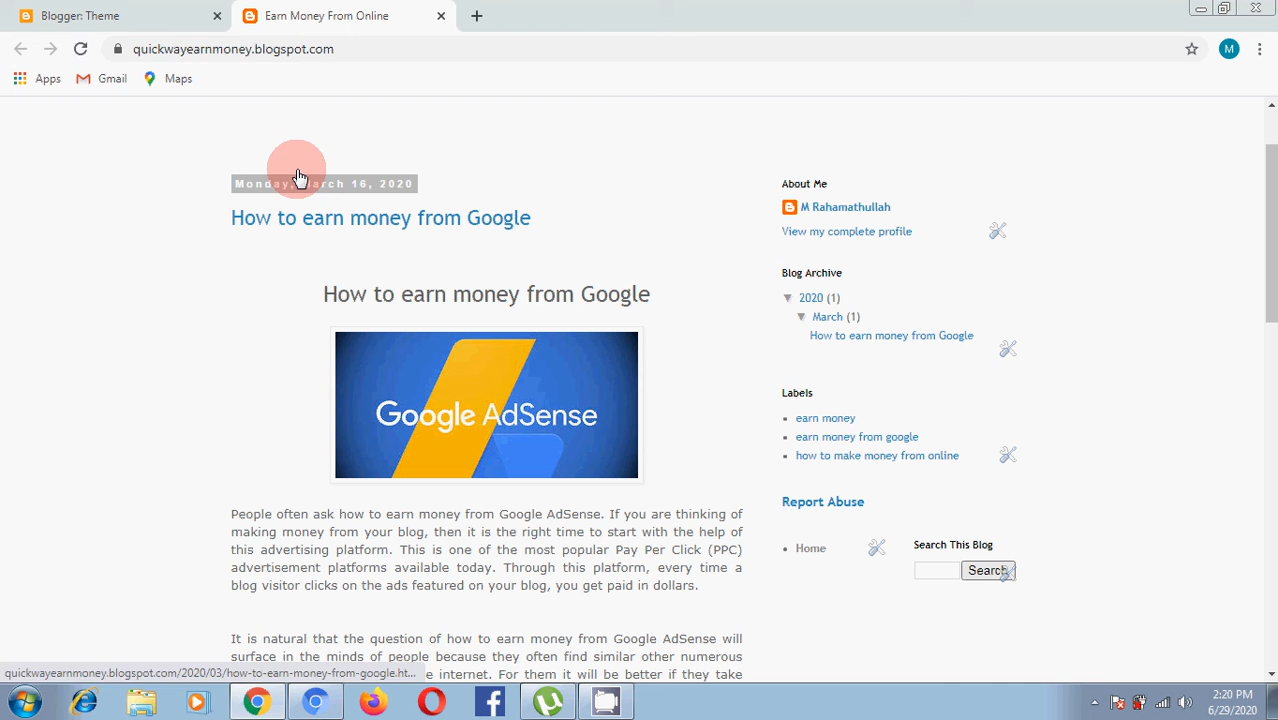 Blogger: Theme
Earn Money From Online
quickwayearnmoney.blogspot.com
M
Apps
Gmail
Maps
Monday, March 16, 2020
How to earn money from Google
How to earn money from Google
Google AdSense
People often ask how to earn money from Google AdSense. If you are thinking of
making money from your blog, then it is the right time to start with the help of
this advertising platform. This is one of the most popular Pay Per Click (PPC)
advertisement platforms available today. Through this platform, every time a
blog visitor clicks on the ads featured on your blog, you get paid in dollars.
It is natural that the question of how to earn money from Google AdSense will
surface in the minds of people because they often find similar other numerous
e internet. For them it will be better if they take
About Me
M Rahamathullah
View my complete profile
Blog Archive
▼ 2020 (1)
▼ March (1)
How to earn money from Google
Labels
earn money
earn money from google
how to make money from online
Report Abuse
Home
Search This Blog
Search
quickwayearnmoney.blogspot.com/2020/03/how-to-earn-money-from-google.ht...
2:20 PM
6/29/2020